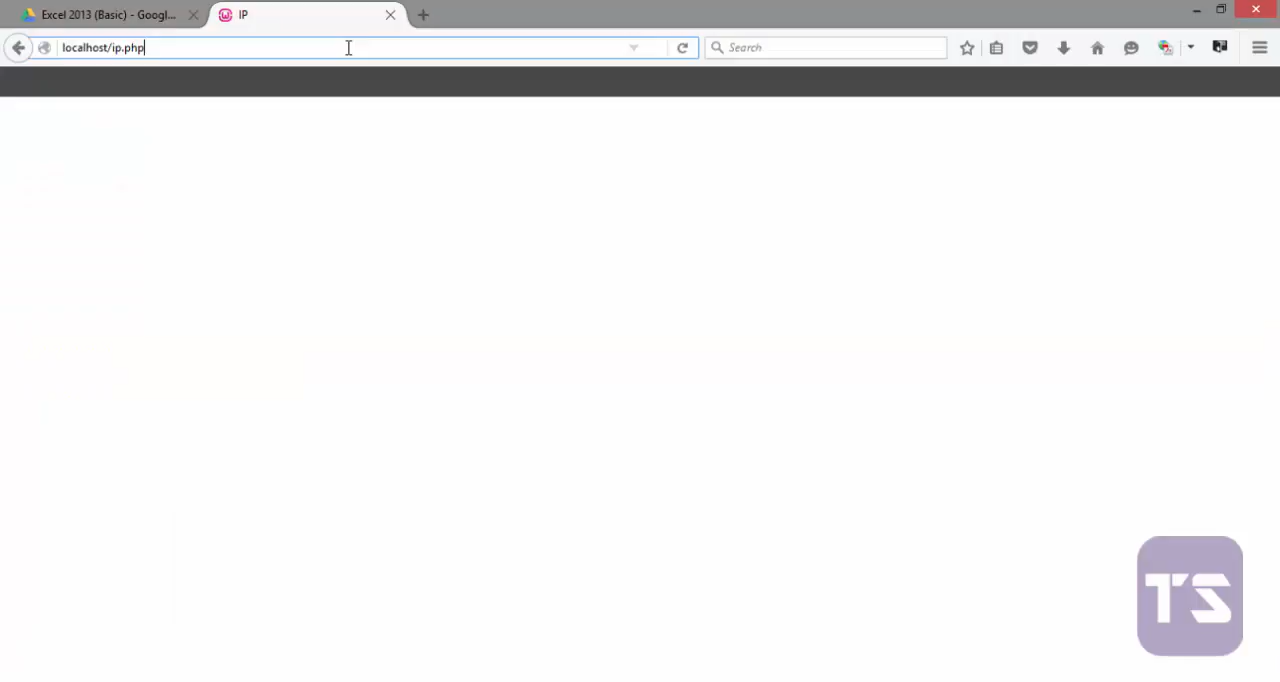 Excel 2013 (Basic) - Googl...
IP
localhost/ip.php
Search
TS